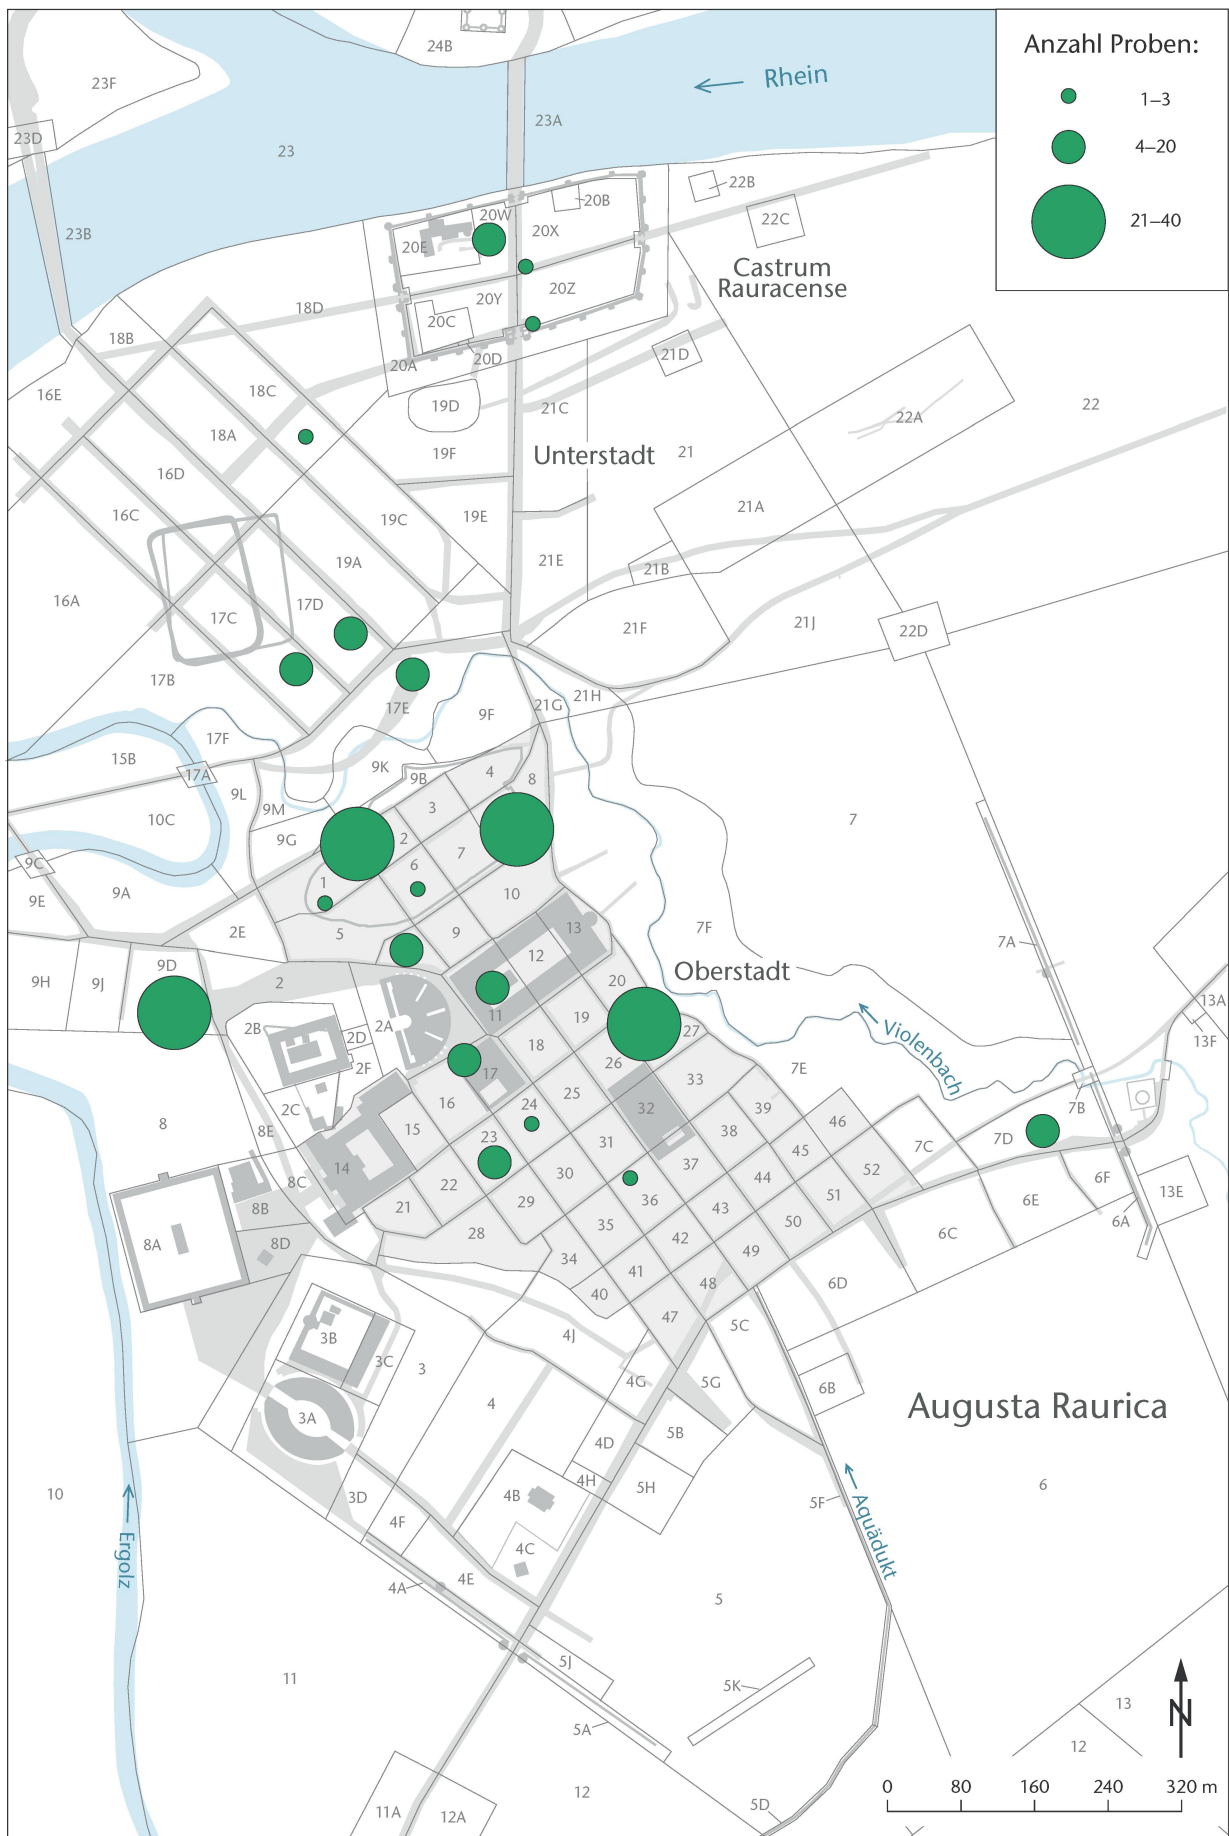 24B
Anzahl Proben:
1–3
4–20
21–40
23F
Rhein
23A
23D
23
23B
22B
20B
20W
22C
20X
20E
Castrum
Rauracense
20Z
20Y
18D
20C
18B
20D
20A
21D
18C
16E
19D
21C
22
22A
18A
19F
Unterstadt
21
16D
21A
16C
19C
19E
19A
21E
21B
16A
17D
17C
21F
21J
22D
17B
21H
21G
17E
9F
17F
15B
9K
17A
9B
4
8
9L
9M
3
10C
7
9G
2
7
9C
6
1
9A
10
9E
13
2E
5
9
7F
7A
12
9D
Oberstadt
9H
9J
2
20
13A
11
19
2B
2A
27
2D
18
13F
Violenbach
26
2F
17
7E
33
25
7B
2C
16
24
32
39
46
8
8E
15
23
38
7D
31
7C
45
14
30
37
52
44
22
6F
8C
13E
36
51
6E
29
8B
21
43
50
6A
35
28
6C
42
8D
8A
49
34
41
6D
48
40
47
5C
4J
3B
3C
3
4G
5G
6B
4
Augusta Raurica
3A
5B
4D
4H
5H
6
10
4B
3D
5F
4F
Aquädukt
Ergolz
4C
4E
4A
5
5J
11
5K
13
5A
12
N
0 80 160 240 320 m
12
5D
11A
12A